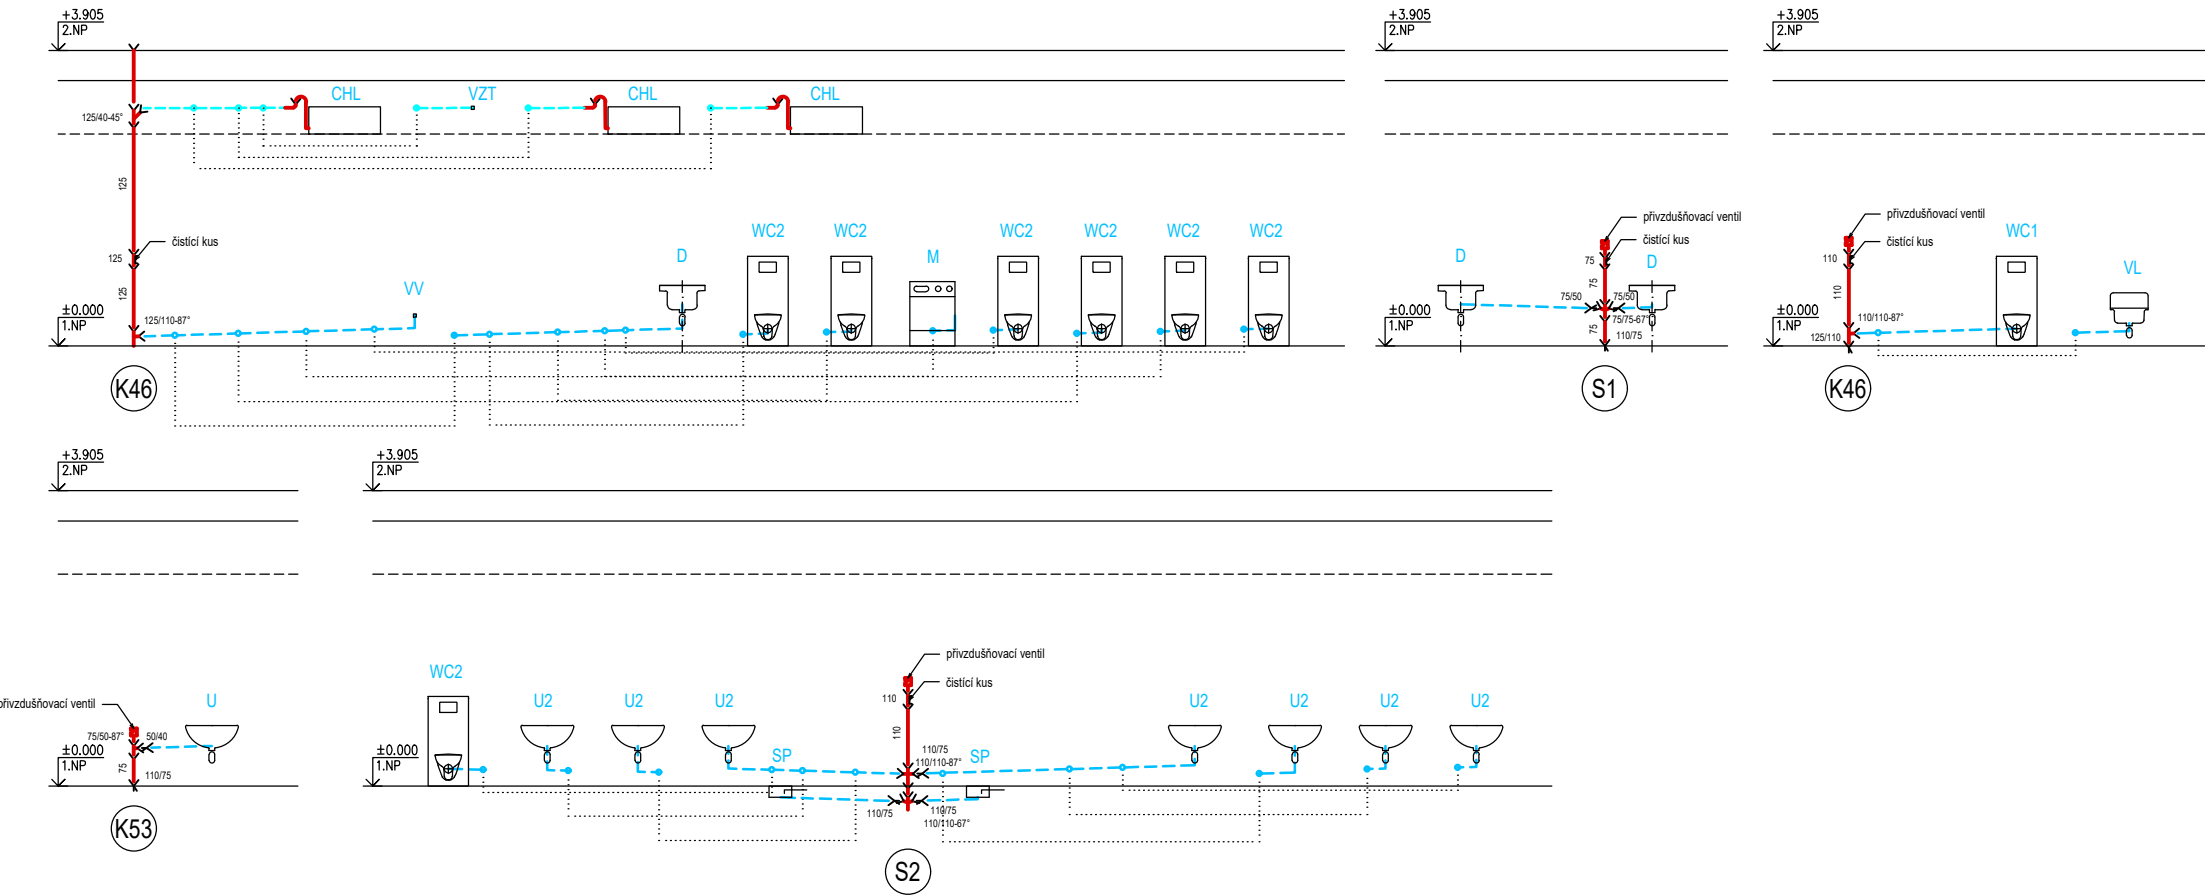 +3.905
2.NP
CHL
VZT
CHL
CHL
125/40-45°
125
čistící kus
125
125
125/110-87°
±0.000
1.NP
VV
D
WC2
WC2
M
WC2
WC2
WC2
WC2
K46
+3.905
2.NP
přivzdušňovací ventil
čistící kus
75
75
D
D
75/50
75/50
75/75-67°
75
110/75
±0.000
1.NP
S1
+3.905
2.NP
přivzdušňovací ventil
čistící kus
110
110
WC1
VL
110/110-87°
125/110
±0.000
1.NP
K46
+3.905
2.NP
přivzdušňovací ventil
U
75/50-87°
50/40
75
110/75
±0.000
1.NP
K53
+3.905
2.NP
WC2
U2
U2
U2
přivzdušňovací ventil
čistící kus
110
110
U2
U2
U2
U2
SP
110/75
110/110-87°
SP
±0.000
1.NP
110/75
110/75
110/110-67°
S2